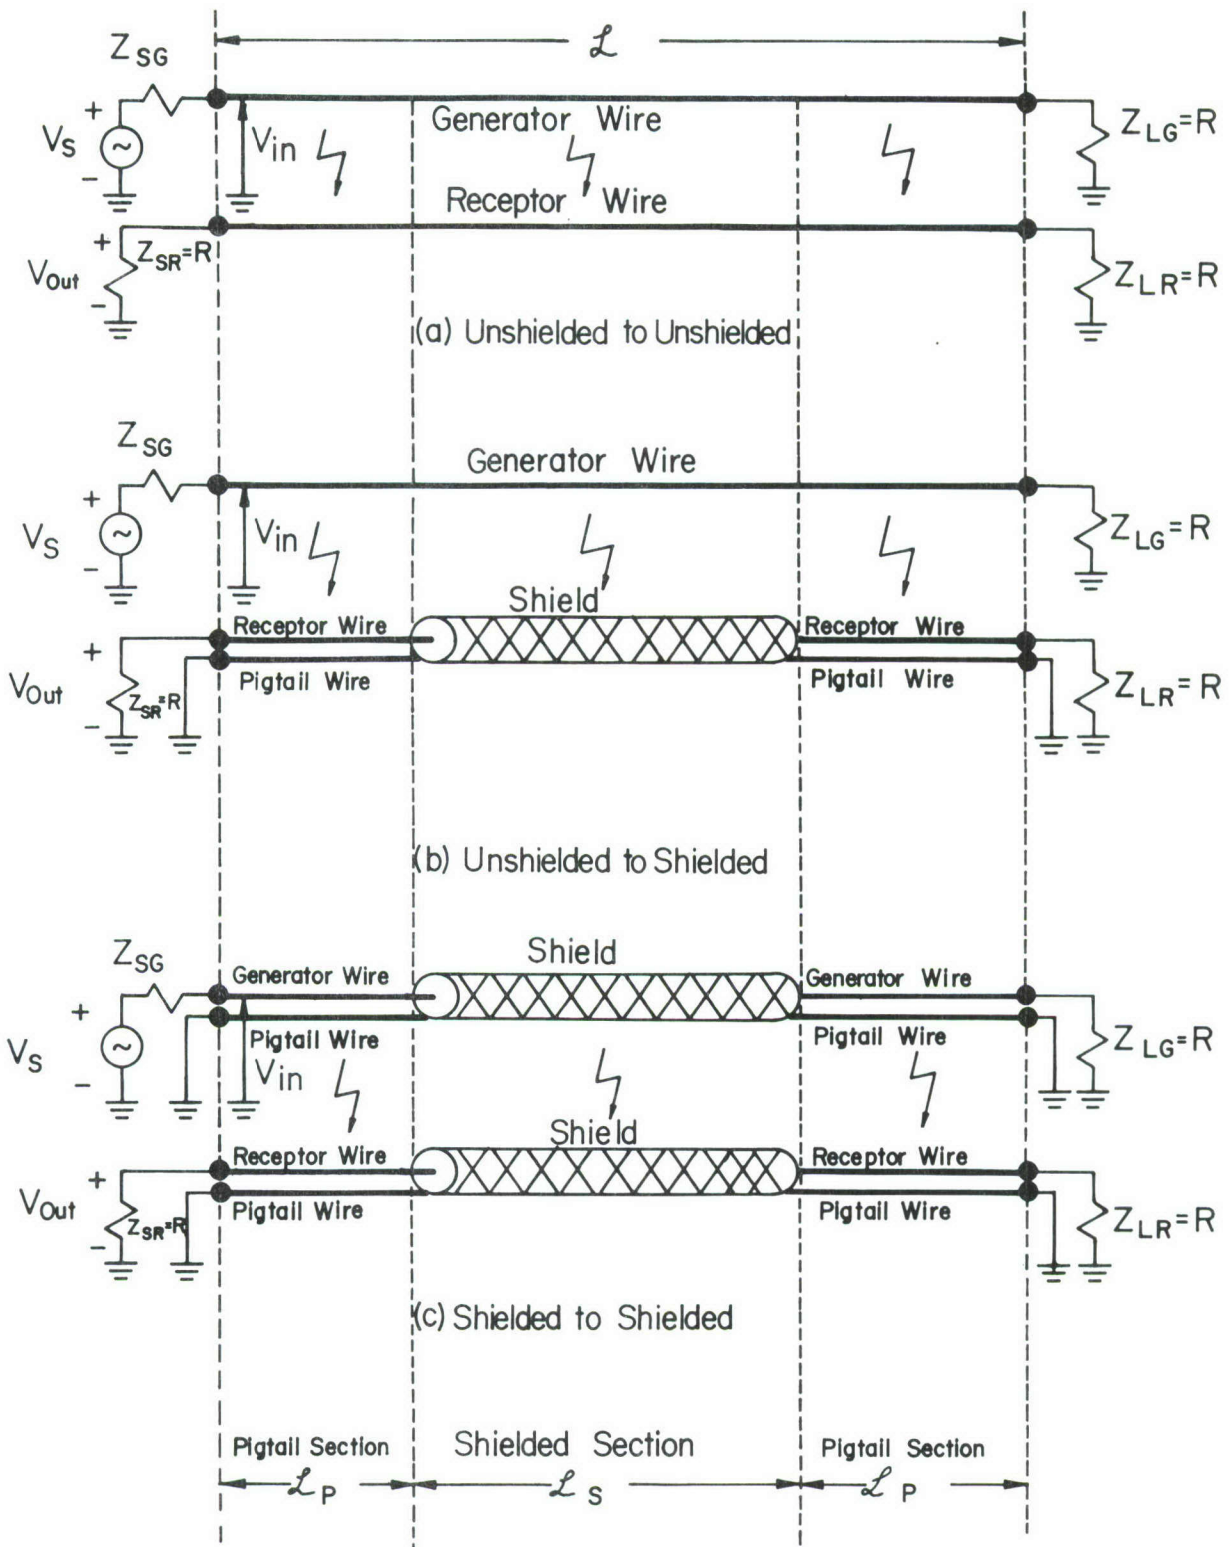 ℒ
Z_SG
+
V_S
~
−
V_in
Generator Wire
Z_LG=R
Receptor Wire
+
V_Out
−
Z_SR=R
Z_LR=R
(a) Unshielded to Unshielded
Z_SG
Generator Wire
+
V_S
~
−
V_in
Z_LG=R
Shield
Receptor Wire
Receptor Wire
+
V_Out
−
Z_SR=R
Pigtail Wire
Pigtail Wire
Z_LR=R
(b) Unshielded to Shielded
Z_SG
Shield
Generator Wire
Generator Wire
+
V_S
~
−
Pigtail Wire
Pigtail Wire
V_in
Z_LG=R
Shield
Receptor Wire
Receptor Wire
+
V_Out
−
Z_SR=R
Pigtail Wire
Pigtail Wire
Z_LR=R
(c) Shielded to Shielded
Pigtail Section
Shielded Section
Pigtail Section
ℒ_P
ℒ_S
ℒ_P